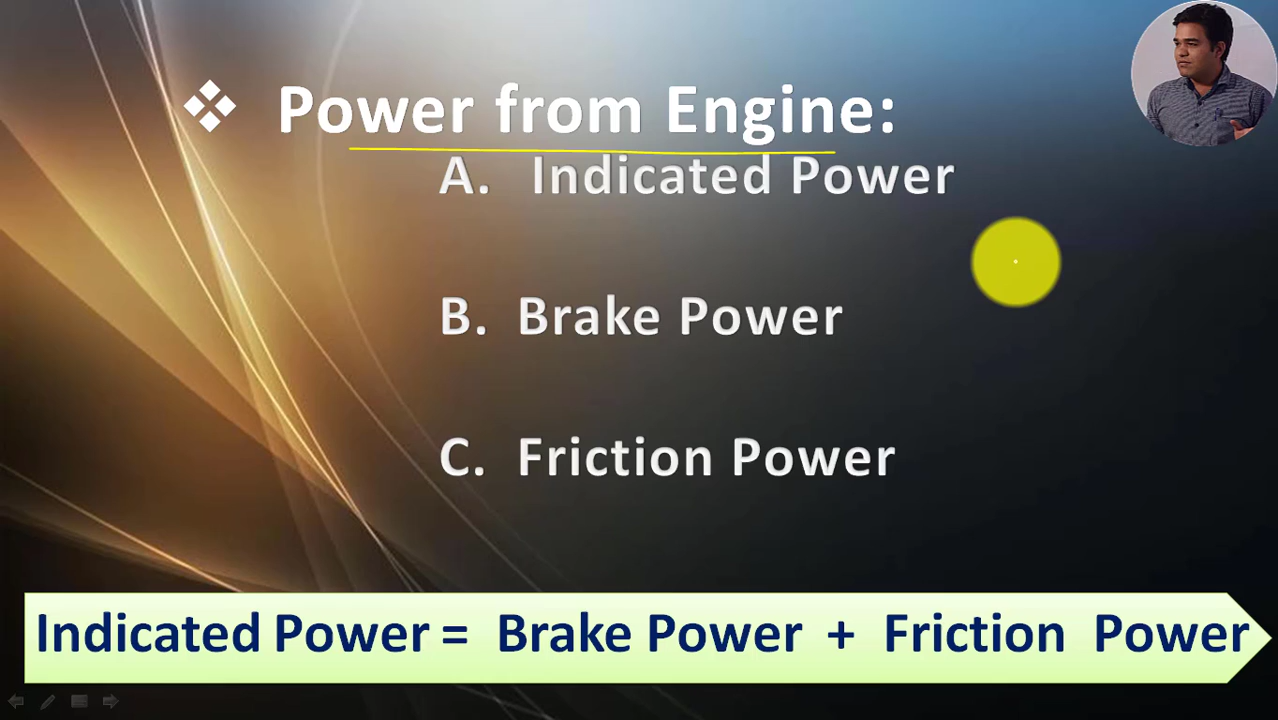 ❖ Power from Engine:
A. Indicated Power
B. Brake Power
C. Friction Power
Indicated Power = Brake Power + Friction Power